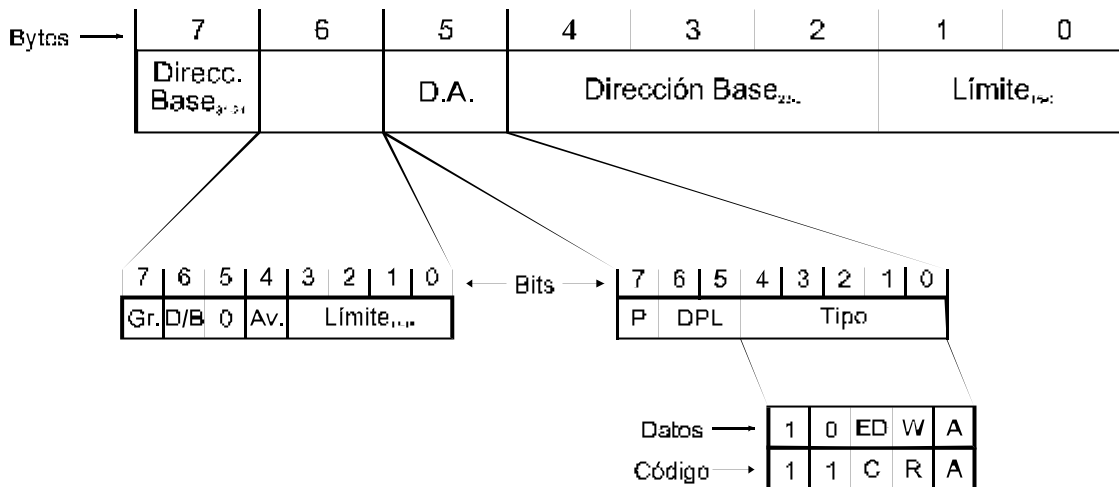 Bytes 7 6 5 4 3 2 1 0
Direcc.
Base
D.A. Dirección Base Límite
7 6 5 4 3 2 1 0 Bits 7 6 5 4 3 2 1 0
Gr. D/B 0 Av. Límite P DPL Tipo
Datos 1 0 ED W A
Código 1 1 C R A